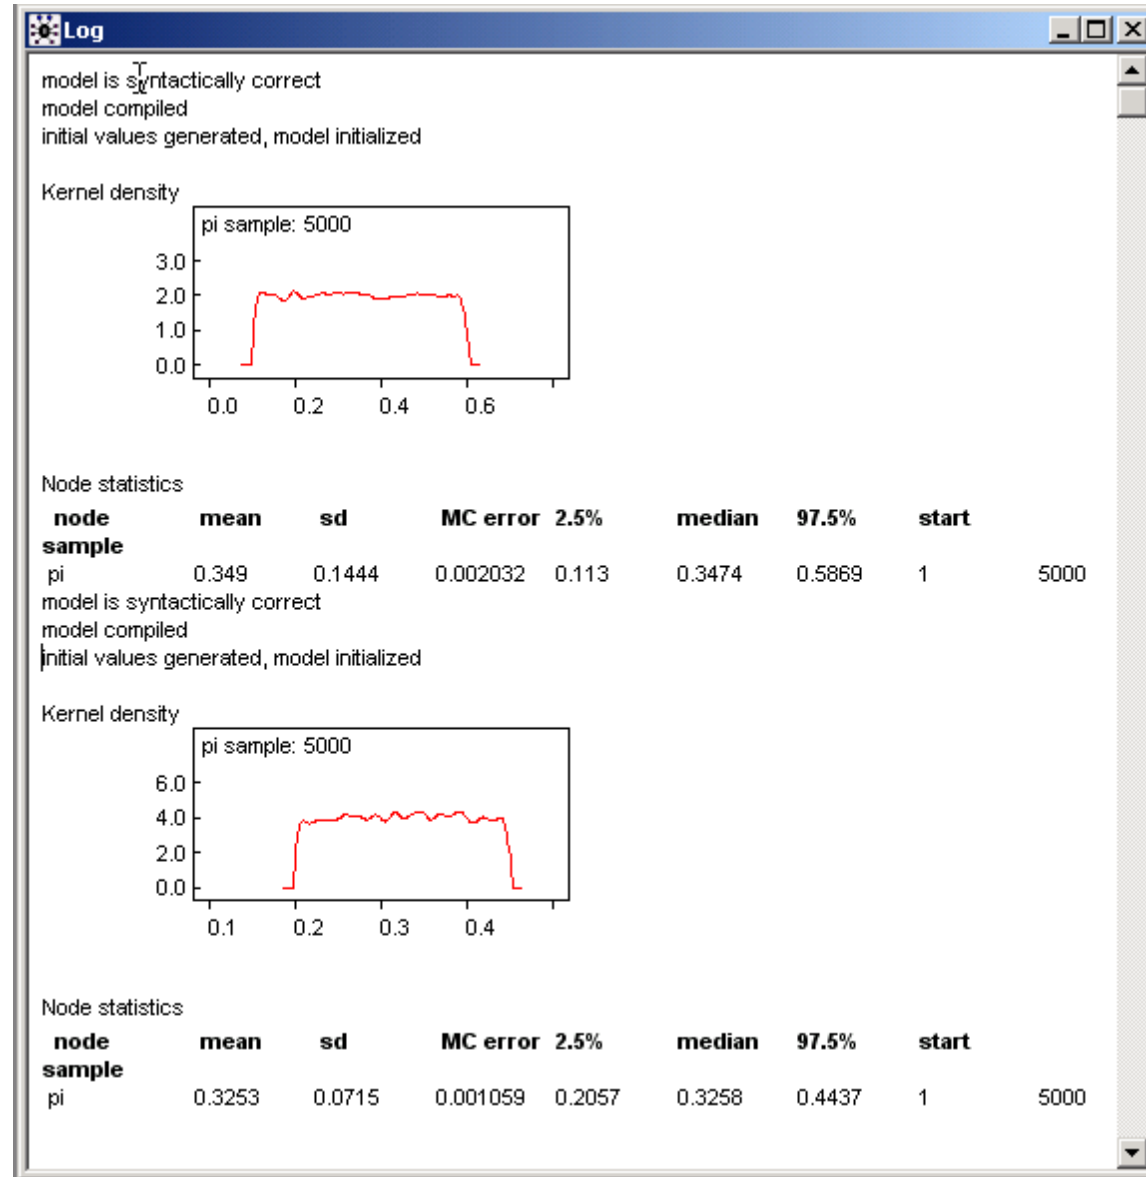 Log
model is syntactically correct
model compiled
initial values generated, model initialized
Kernel density
pi sample: 5000
3.0
2.0
1.0
0.0
0.0 0.2 0.4 0.6
Node statistics
node mean sd MC error 2.5% median 97.5% start
sample
pi 0.349 0.1444 0.002032 0.113 0.3474 0.5869 1 5000
model is syntactically correct
model compiled
initial values generated, model initialized
Kernel density
pi sample: 5000
6.0
4.0
2.0
0.0
0.1 0.2 0.3 0.4
Node statistics
node mean sd MC error 2.5% median 97.5% start
sample
pi 0.3253 0.0715 0.001059 0.2057 0.3258 0.4437 1 5000